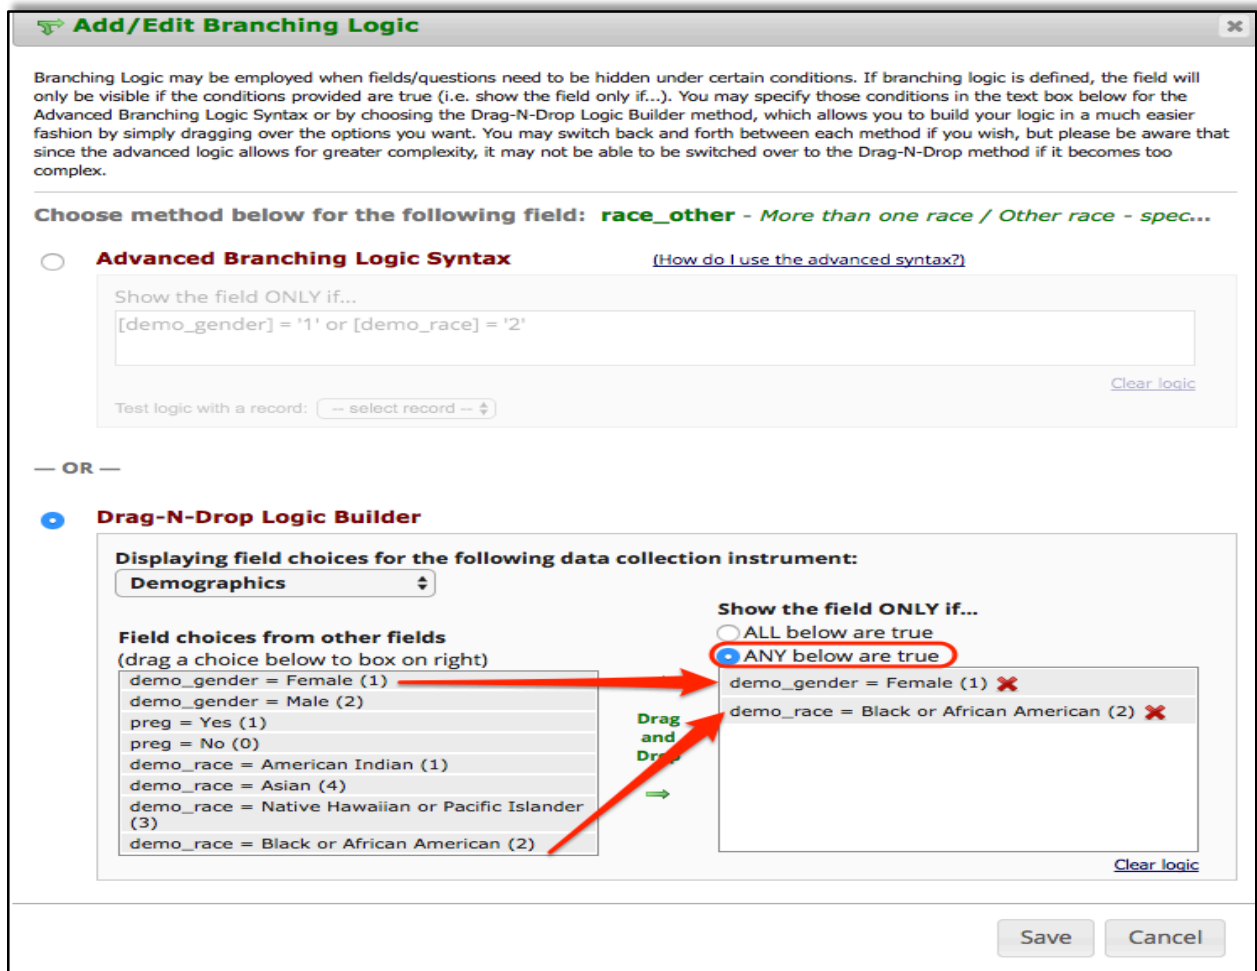 Add/Edit Branching Logic
Branching Logic may be employed when fields/questions need to be hidden under certain conditions. If branching logic is defined, the field will
only be visible if the conditions provided are true (i.e. show the field only if...). You may specify those conditions in the text box below for the
Advanced Branching Logic Syntax or by choosing the Drag-N-Drop Logic Builder method, which allows you to build your logic in a much easier
fashion by simply dragging over the options you want. You may switch back and forth between each method if you wish, but please be aware that
since the advanced logic allows for greater complexity, it may not be able to be switched over to the Drag-N-Drop method if it becomes too
complex.
Choose method below for the following field: race_other - More than one race / Other race - spec...
Advanced Branching Logic Syntax (How do I use the advanced syntax?)
Show the field ONLY if...
[demo_gender] = '1' or [demo_race] = '2'
Clear logic
Test logic with a record: -- select record --
— OR —
Drag-N-Drop Logic Builder
Displaying field choices for the following data collection instrument:
Demographics
Field choices from other fields
(drag a choice below to box on right)
demo_gender = Female (1)
demo_gender = Male (2)
preg = Yes (1)
preg = No (0)
demo_race = American Indian (1)
demo_race = Asian (4)
demo_race = Native Hawaiian or Pacific Islander
(3)
demo_race = Black or African American (2)
Drag
and
Drop
Show the field ONLY if...
ALL below are true
ANY below are true
demo_gender = Female (1)
demo_race = Black or African American (2)
Clear logic
Save Cancel